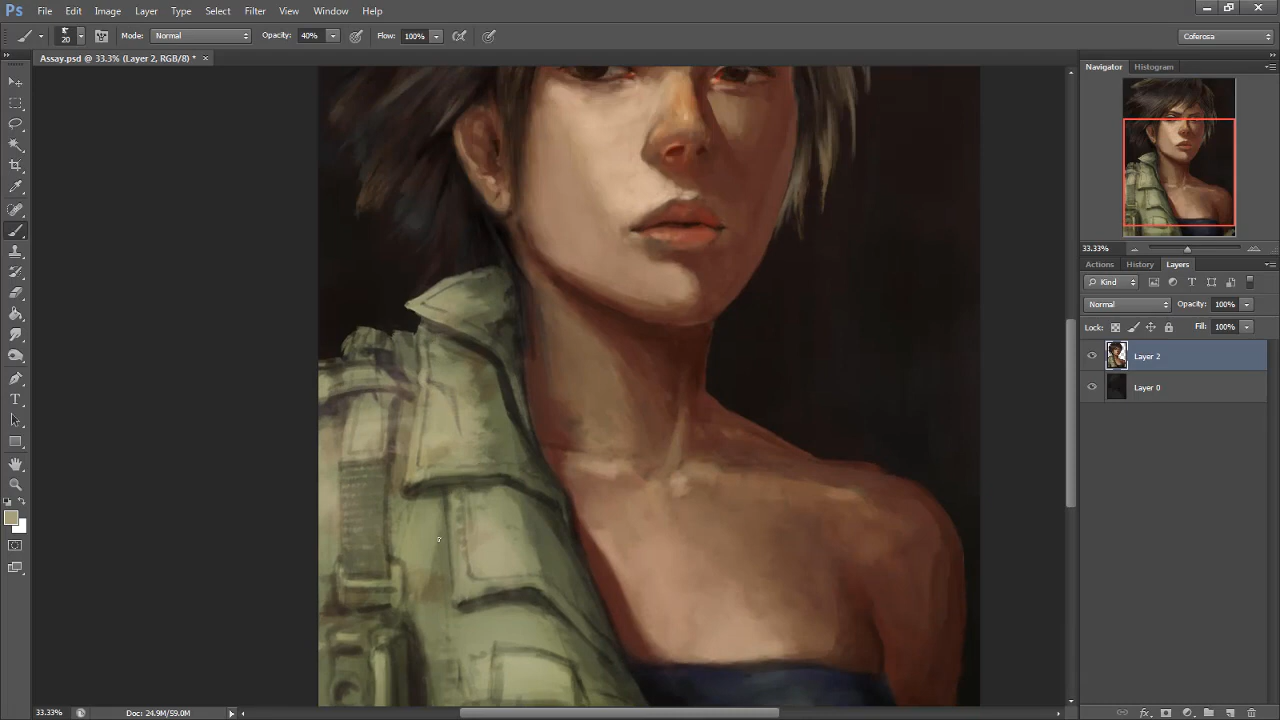 Ps File Edit Image Layer Type Select Filter View Window Help
20 Mode: Normal Opacity: 40% Flow: 100% Coferosa
Assay.psd @ 33.3% (Layer 2, RGB/8) * ×
Navigator Histogram
33.33%
Actions History Layers
Kind
Normal Opacity: 100%
Lock: Fill: 100%
Layer 2
Layer 0
33.33% Doc: 24.9M/59.0M